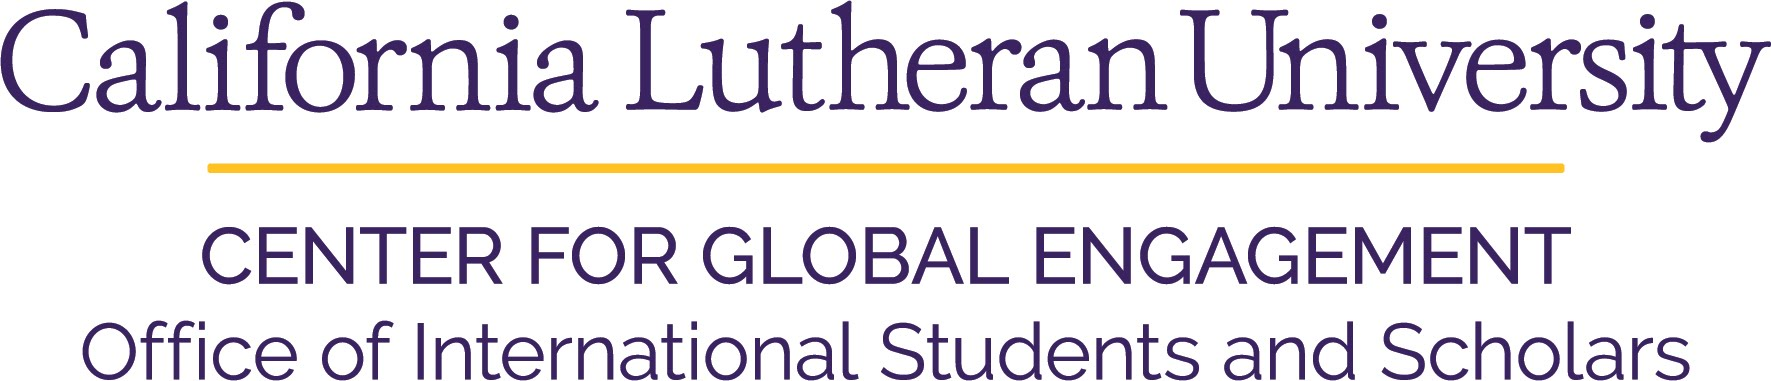 California Lutheran University
CENTER FOR GLOBAL ENGAGEMENT
Office of International Students and Scholars